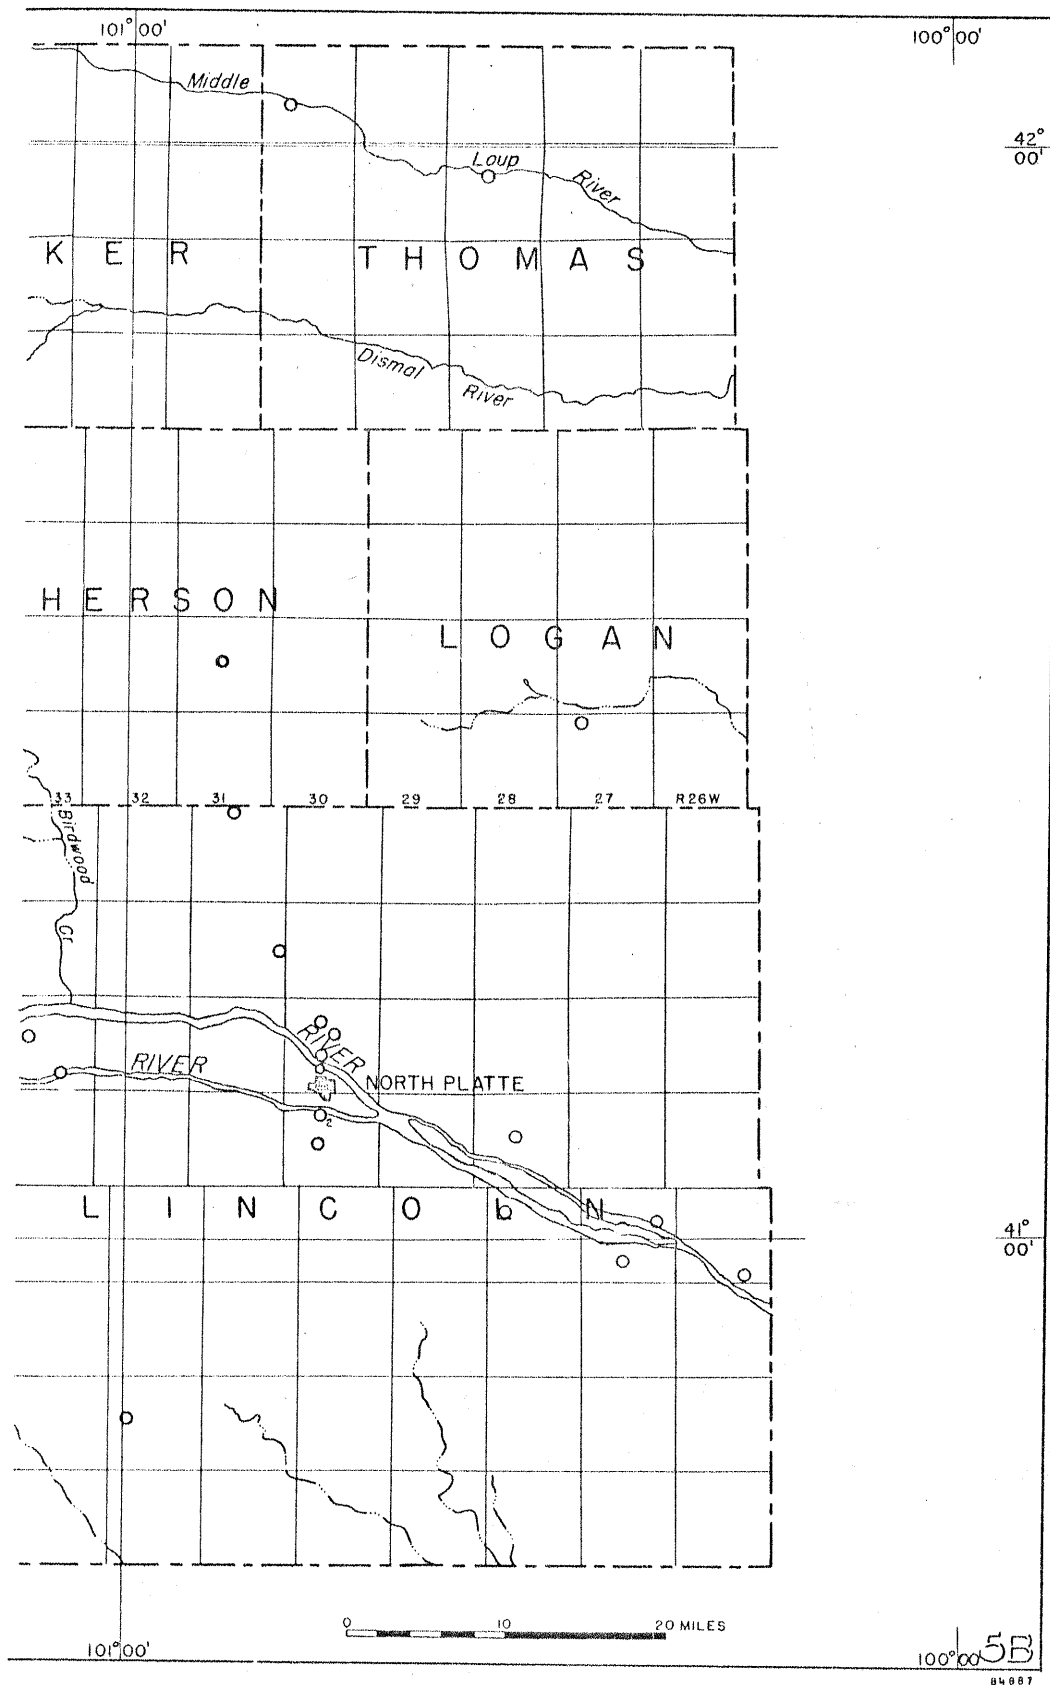 101°00' 100°00'
Middle
42°
00'
Loup
River
K E R T H O M A S
Dismal
River
H E R S O N
L O G A N
33 32 31 30 29 28 27 R26W
Birdwood
Cr
RIVER
RIVER
NORTH PLATTE
2
L I N C O L N
41°
00'
0 10 20 MILES
101°00' 100°00
5B
84887